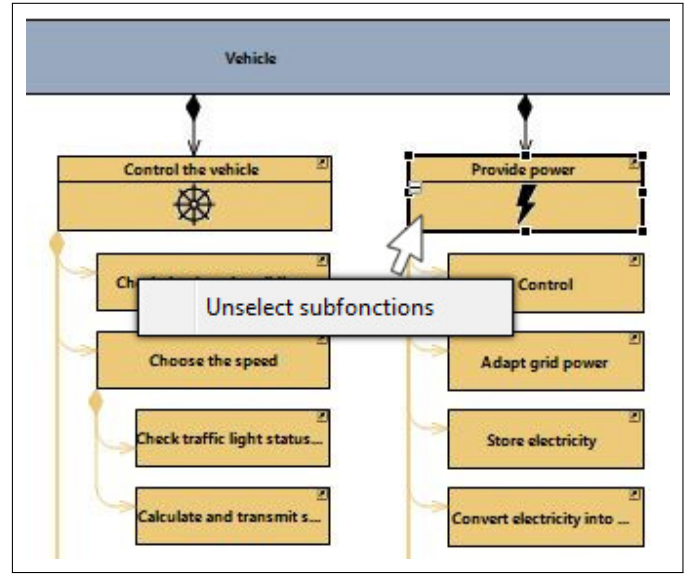 Vehicle
Control the vehicle
Provide power
Unselect subfonctions
Control
Choose the speed
Adapt grid power
Check traffic light status...
Store electricity
Calculate and transmit s...
Convert electricity into ...